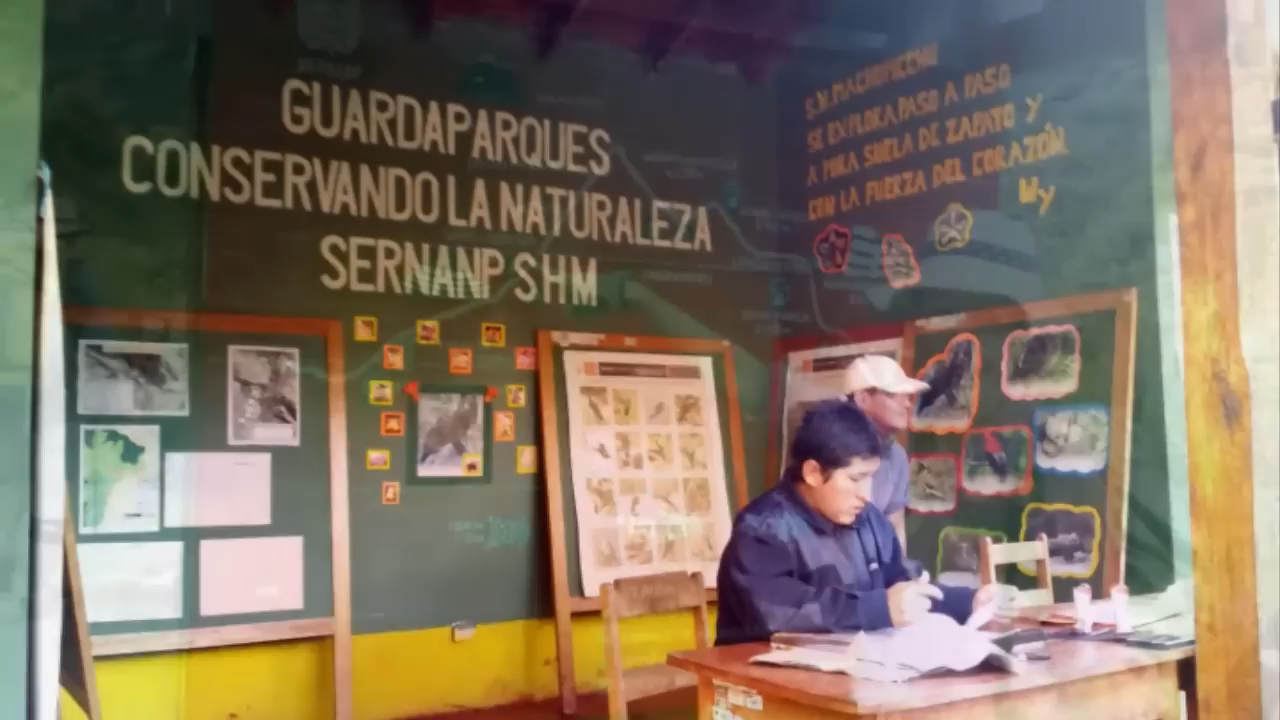 GUARDAPARQUES
CONSERVANDO LA NATURALEZA
SERNANP SHM
S.H.MACHUPICCHU
SE EXPLORA PASO A PASO
A PURA SUELA DE ZAPATO Y
CON LA FUERZA DEL CORAZÓN.
Wy